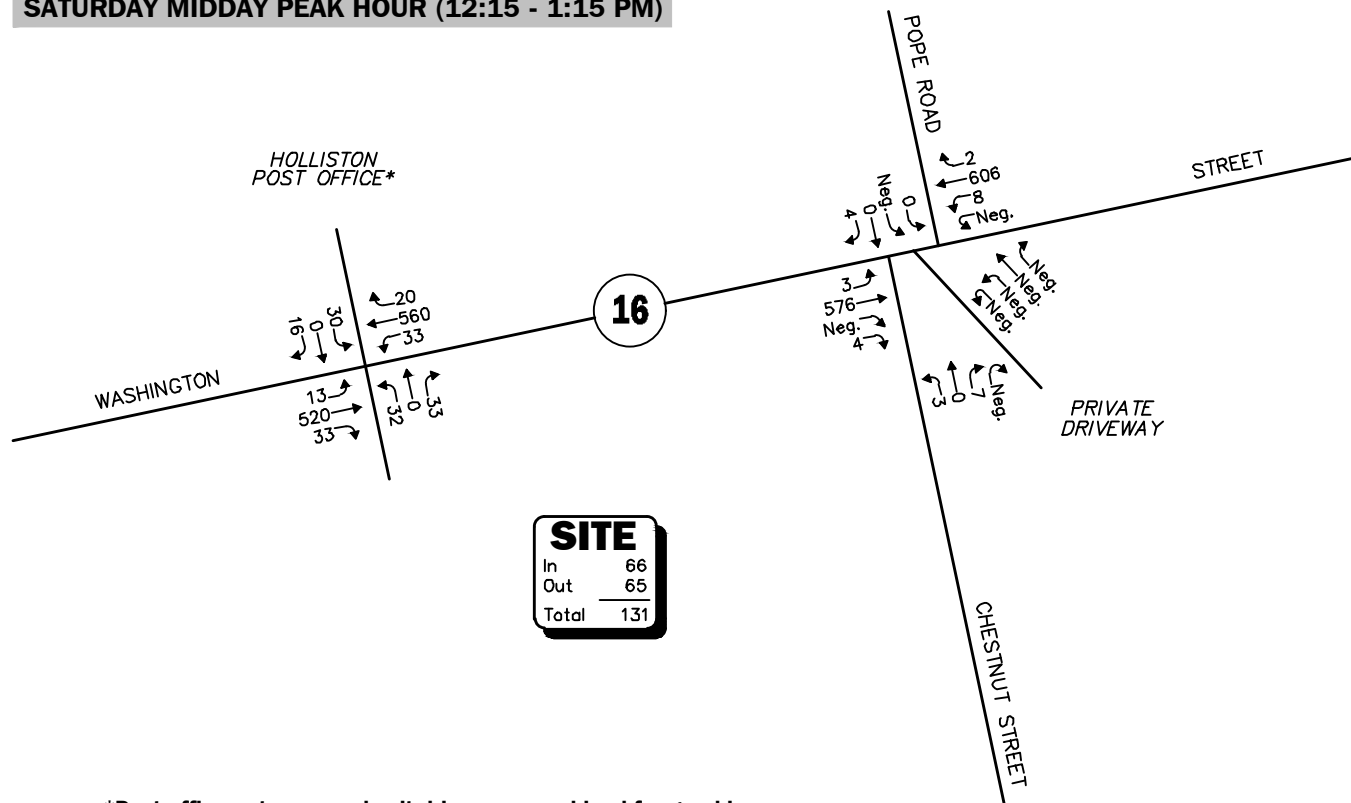 SATURDAY MIDDAY PEAK HOUR (12:15 - 1:15 PM)
POPE ROAD
HOLLISTON
POST OFFICE*
STREET
2
606
8
Neg.
4
0
Neg.
0
3
576
Neg.
4
Neg.
Neg.
Neg.
Neg.
3
0
7
Neg.
PRIVATE
DRIVEWAY
16
20
560
33
16
0
30
WASHINGTON
13
520
33
32
0
33
SITE
In 66
Out 65
Total 131
CHESTNUT STREET